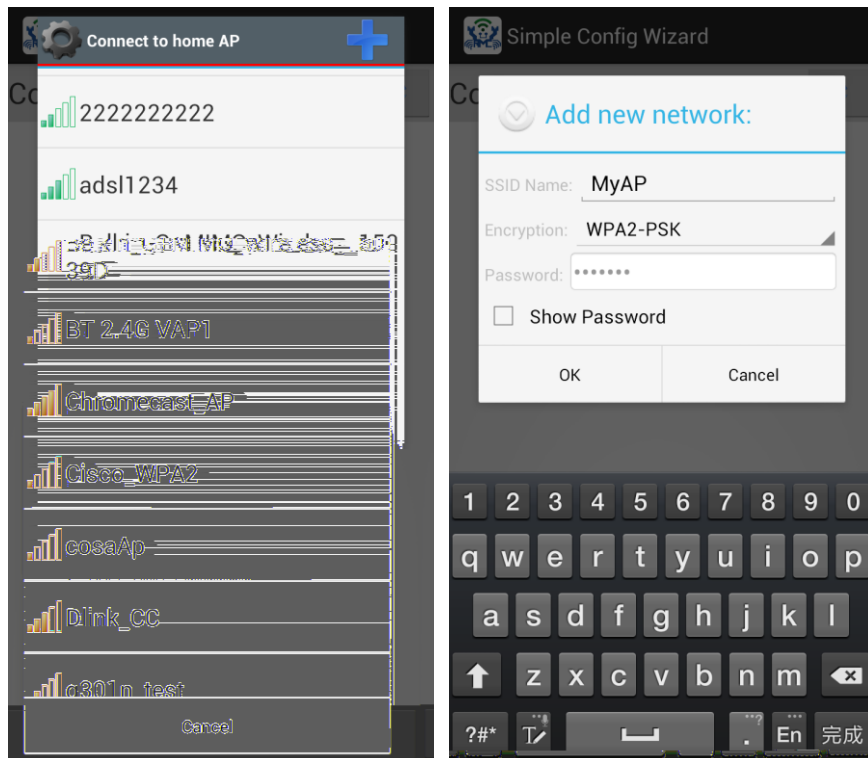 Connect to home AP
2222222222
adsl1234
39D
BT 2.4G VAP1
Chromecast_AP
Cisco_WPA2
cosaAp
Dlink_CC
g301n_test
Cancel
Simple Config Wizard
Add new network:
SSID Name: MyAP
Encryption: WPA2-PSK
Password: •••••••
Show Password
OK Cancel
1 2 3 4 5 6 7 8 9 0
q w e r t y u i o p
a s d f g h j k l
z x c v b n m
?#* T . En 完成